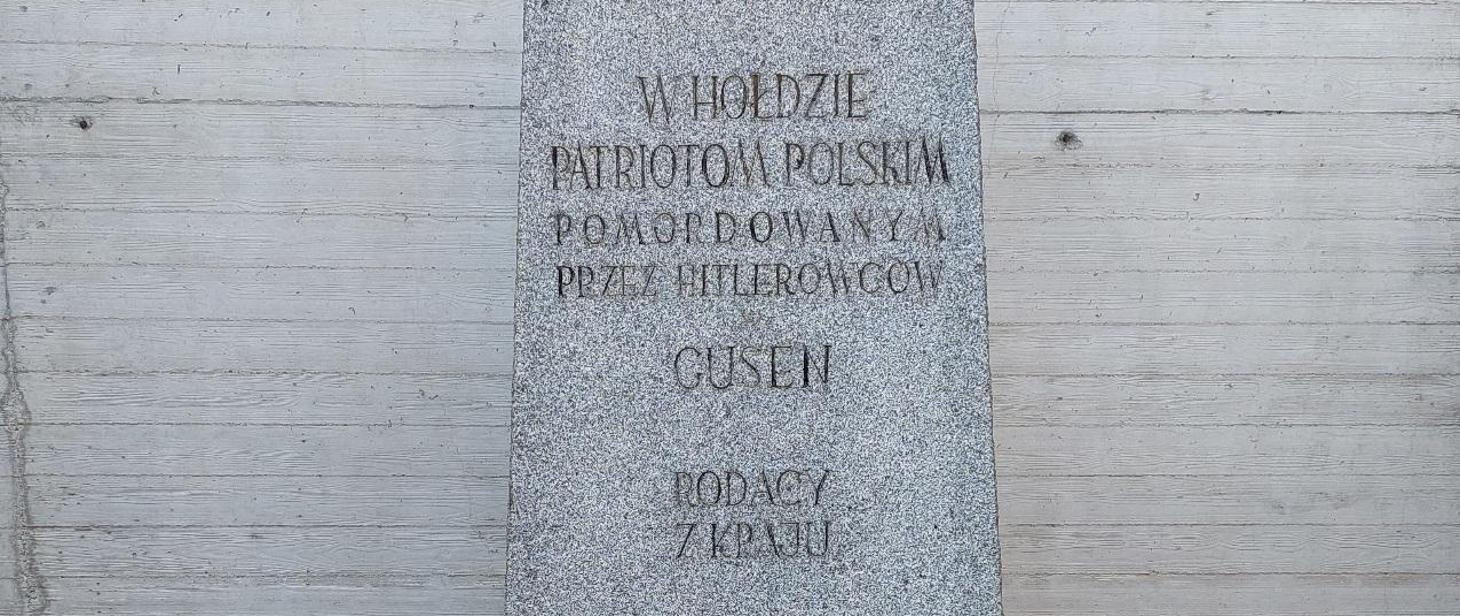 W HOŁDZIE
PATRIOTOM POLSKIM
POMORDOWANYM
PRZEZ HITLEROWCÓW
W
GUSEN
RODACY
Z KRAJU